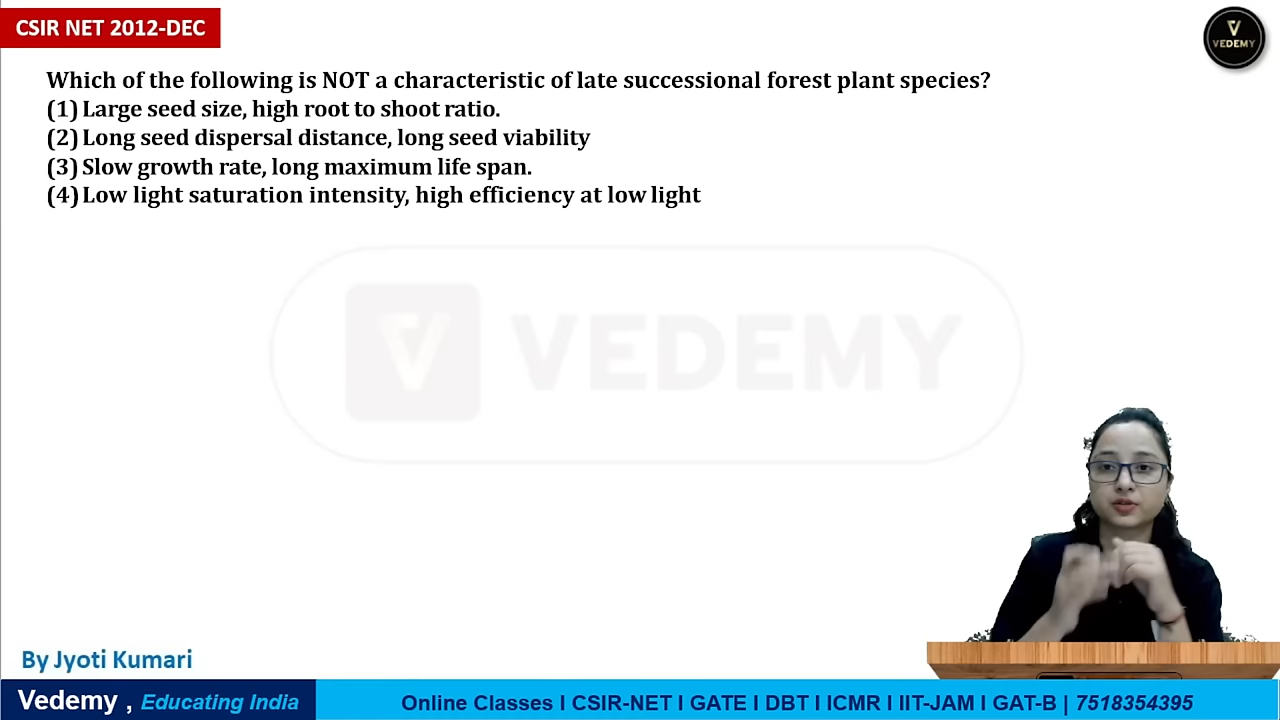 CSIR NET 2012-DEC
VEDEMY
Which of the following is NOT a characteristic of late successional forest plant species?
(1) Large seed size, high root to shoot ratio.
(2) Long seed dispersal distance, long seed viability
(3) Slow growth rate, long maximum life span.
(4) Low light saturation intensity, high efficiency at low light
VEDEMY
By Jyoti Kumari
Vedemy , Educating India
Online Classes I CSIR-NET I GATE I DBT I ICMR I IIT-JAM I GAT-B | 7518354395